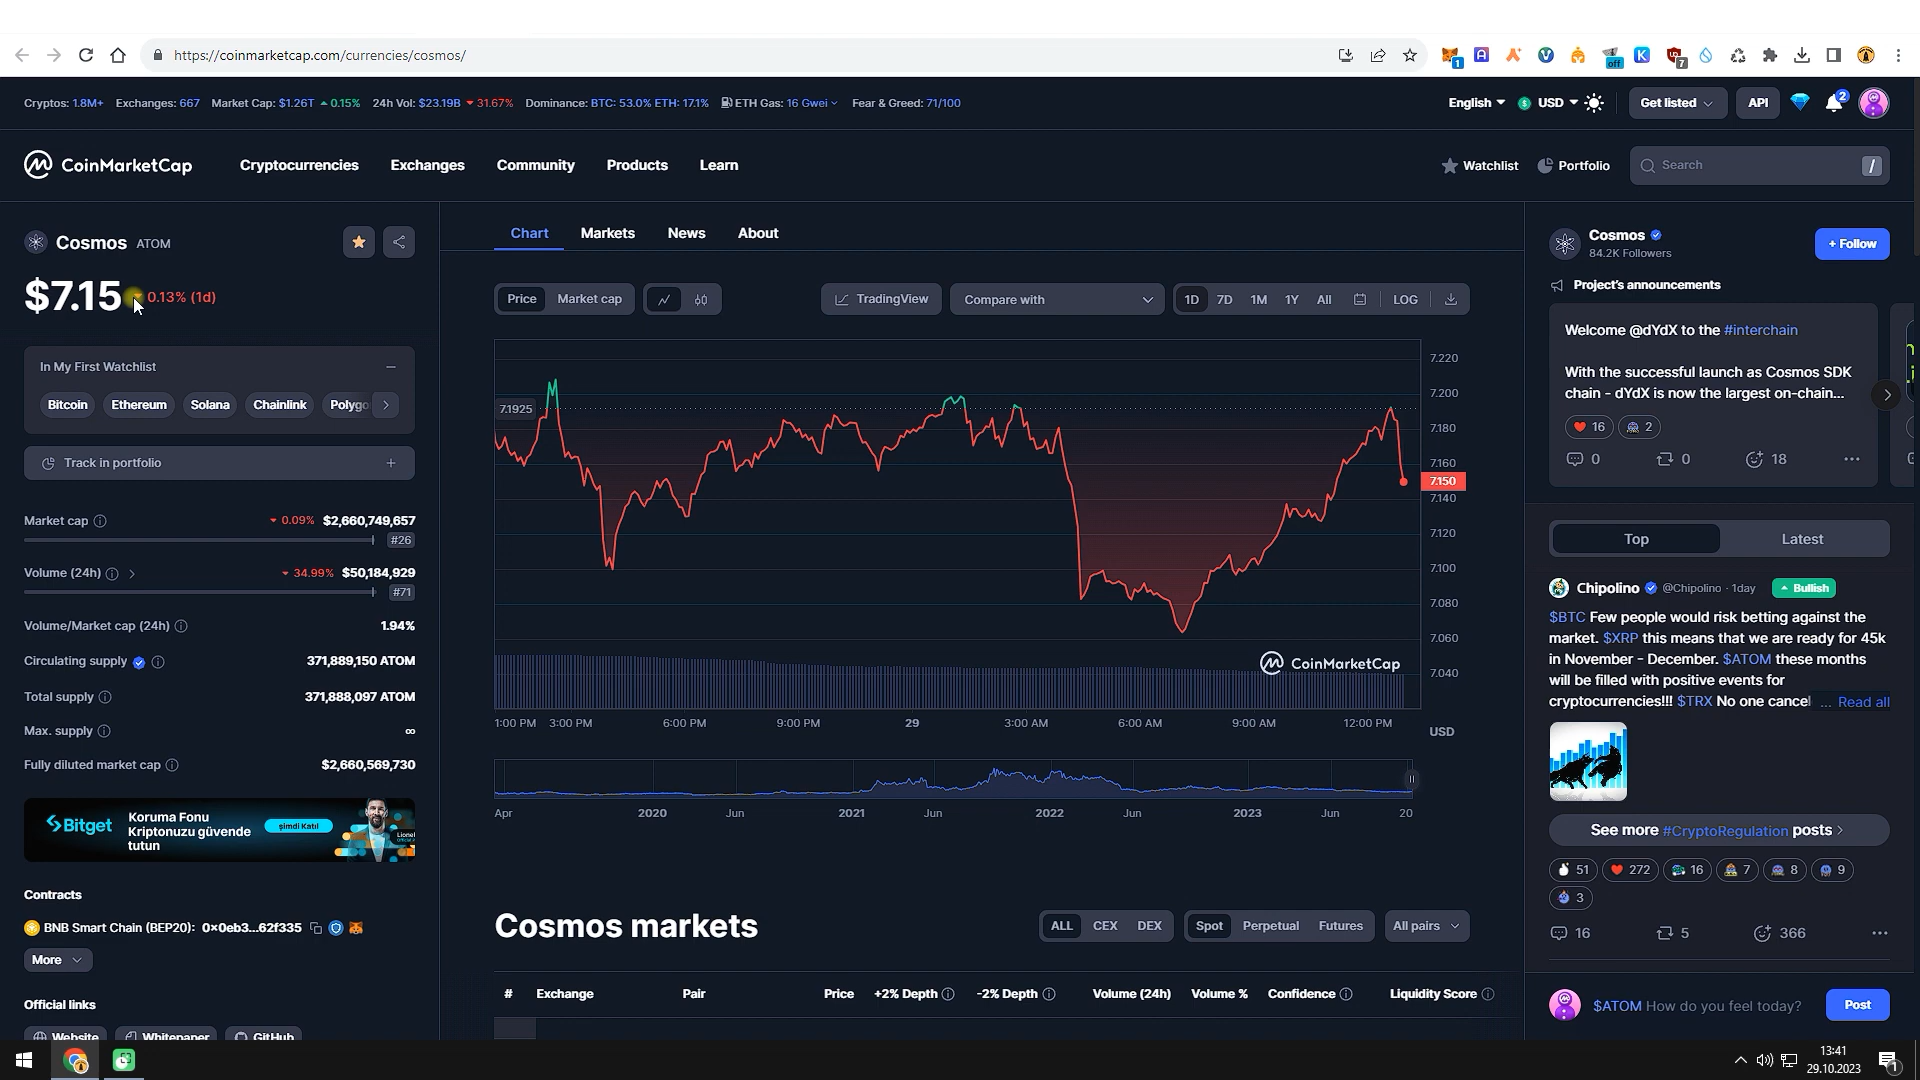 https://coinmarketcap.com/currencies/cosmos/
1
off
7
Cryptos: 1.8M+ Exchanges: 667 Market Cap: $1.26T 0.15% 24h Vol: $23.19B 31.67% Dominance: BTC: 53.0% ETH: 17.1% ETH Gas: 16 Gwei Fear & Greed: 71/100
English USD Get listed API 2
CoinMarketCap Cryptocurrencies Exchanges Community Products Learn
Watchlist Portfolio Search /
Cosmos ATOM
$7.15 0.13% (1d)
In My First Watchlist
Bitcoin Ethereum Solana Chainlink
Track in portfolio +
Market cap 0.09% $2,660,749,657
#26
Volume (24h) 34.99% $50,184,929
#71
Volume/Market cap (24h) 1.94%
Circulating supply 371,889,150 ATOM
Total supply 371,888,097 ATOM
Max. supply ∞
Fully diluted market cap $2,660,569,730
Bitget
Koruma Fonu
Kriptonuzu güvende
tutun
şimdi Katıl
Lionel
Contracts
BNB Smart Chain (BEP20): 0x0eb3...62f335
More
Official links
Website Whitepaper GitHub
Chart Markets News About
Price Market cap TradingView Compare with 1D 7D 1M 1Y All LOG
7.220
7.200
7.1925
7.180
7.160
7.150
7.140
7.120
7.100
7.080
7.060
7.040
CoinMarketCap
1:00 PM 3:00 PM 6:00 PM 9:00 PM 29 3:00 AM 6:00 AM 9:00 AM 12:00 PM
USD
Apr 2020 Jun 2021 Jun 2022 Jun 2023 Jun 20
Cosmos markets
ALL CEX DEX Spot Perpetual Futures All pairs
# Exchange Pair Price +2% Depth -2% Depth Volume (24h) Volume % Confidence Liquidity Score
Cosmos
84.2K Followers
+ Follow
Project's announcements
Welcome @dYdX to the #interchain
With the successful launch as Cosmos SDK
chain - dYdX is now the largest on-chain...
16 2
0 0 18
Top Latest
Chipolino @Chipolino · 1day Bullish
$BTC Few people would risk betting against the
market. $XRP this means that we are ready for 45k
in November - December. $ATOM these months
will be filled with positive events for
cryptocurrencies!!! $TRX No one cancel ... Read all
See more #CryptoRegulation posts
51 272 16 7 8 9
3
16 5 366
$ATOM How do you feel today? Post
13:41
29.10.2023
1